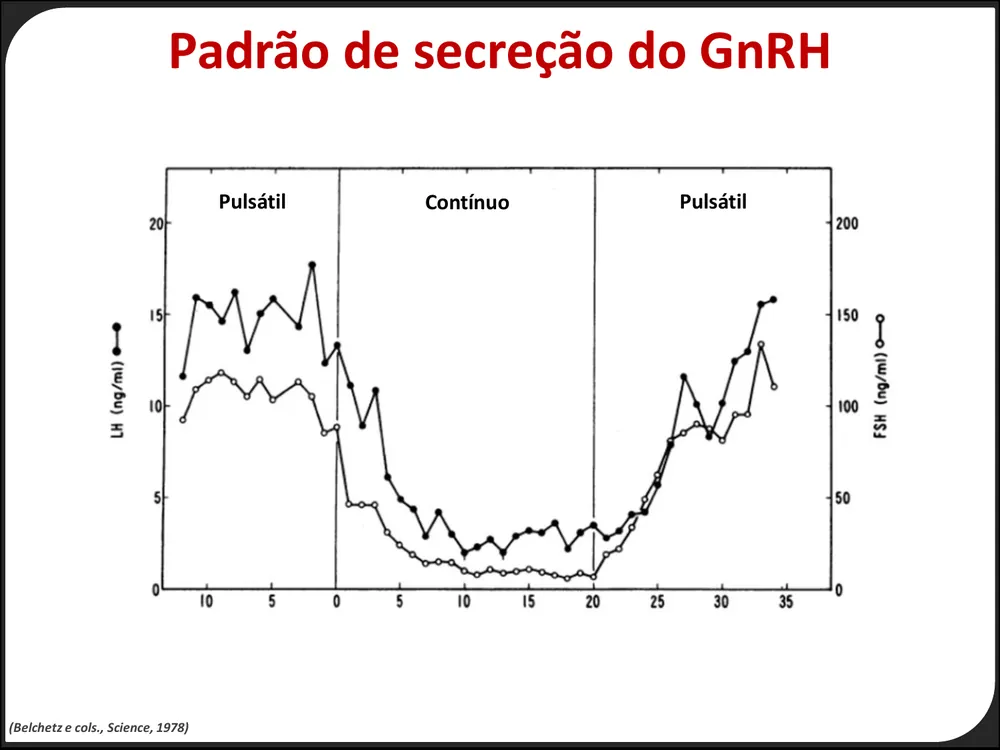 Padrão de secreção do GnRH
Pulsátil Contínuo Pulsátil
20 200
15 150
10 100
5 50
0 0
LH (ng/ml)
FSH (ng/ml)
10 5 0 5 10 15 20 25 30 35
(Belchetz e cols., Science, 1978)